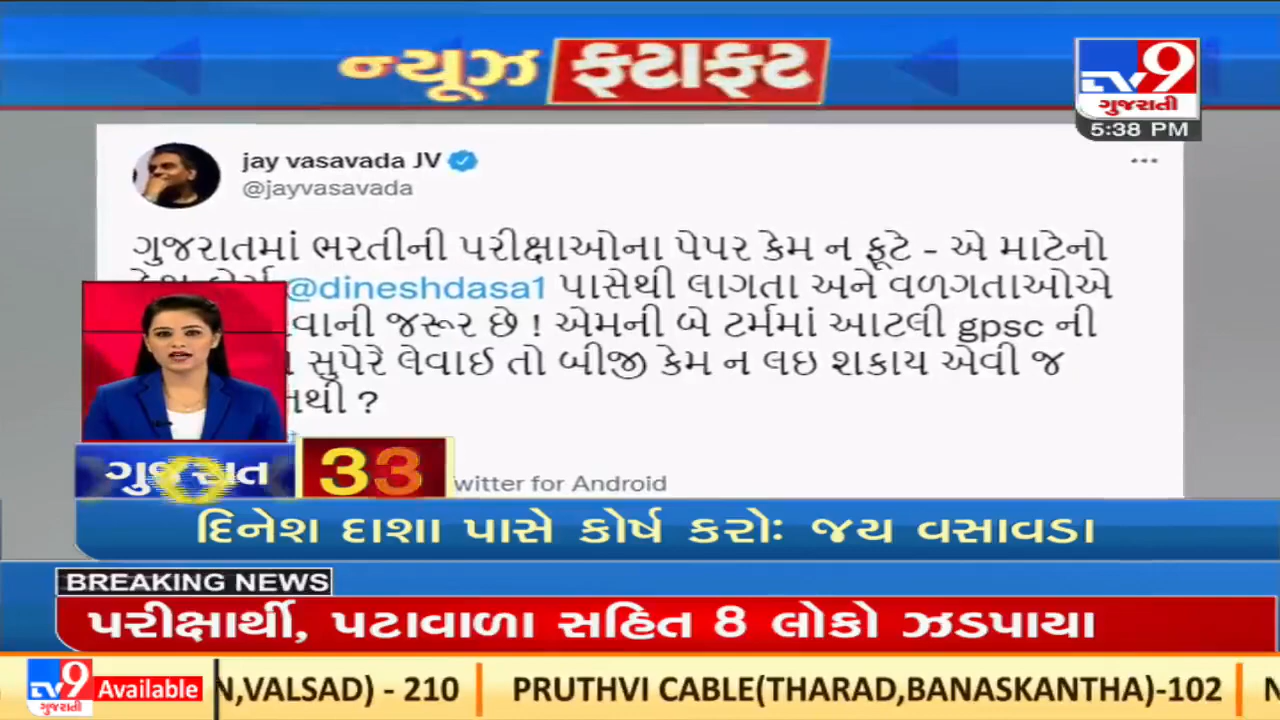 ન્યૂઝ ફટાફટ
TV9
ગુજરાતી
5:38 PM
jay vasavada JV
@jayvasavada
ગુજરાતમાં ભરતીની પરીક્ષાઓના પેપર કેમ ન ફૂટે - એ માટેનો
@dineshdasa1 પાસેથી લાગતા અને વળગતાઓએ
વાની જરૂર છે ! એમની બે ટર્મમાં આટલી gpsc ની
સુપેરે લેવાઈ તો બીજી કેમ ન લઇ શકાય એવી જ
થી ?
witter for Android
ગુજરાત 33
દિનેશ દાશા પાસે કોર્ષ કરોઃ જય વસાવડા
BREAKING NEWS
પરીક્ષાર્થી, પટાવાળા સહિત 8 લોકો ઝડપાયા
TV9 ગુજરાતી Available N,VALSAD) - 210 | PRUTHVI CABLE(THARAD,BANASKANTHA)-102 | N